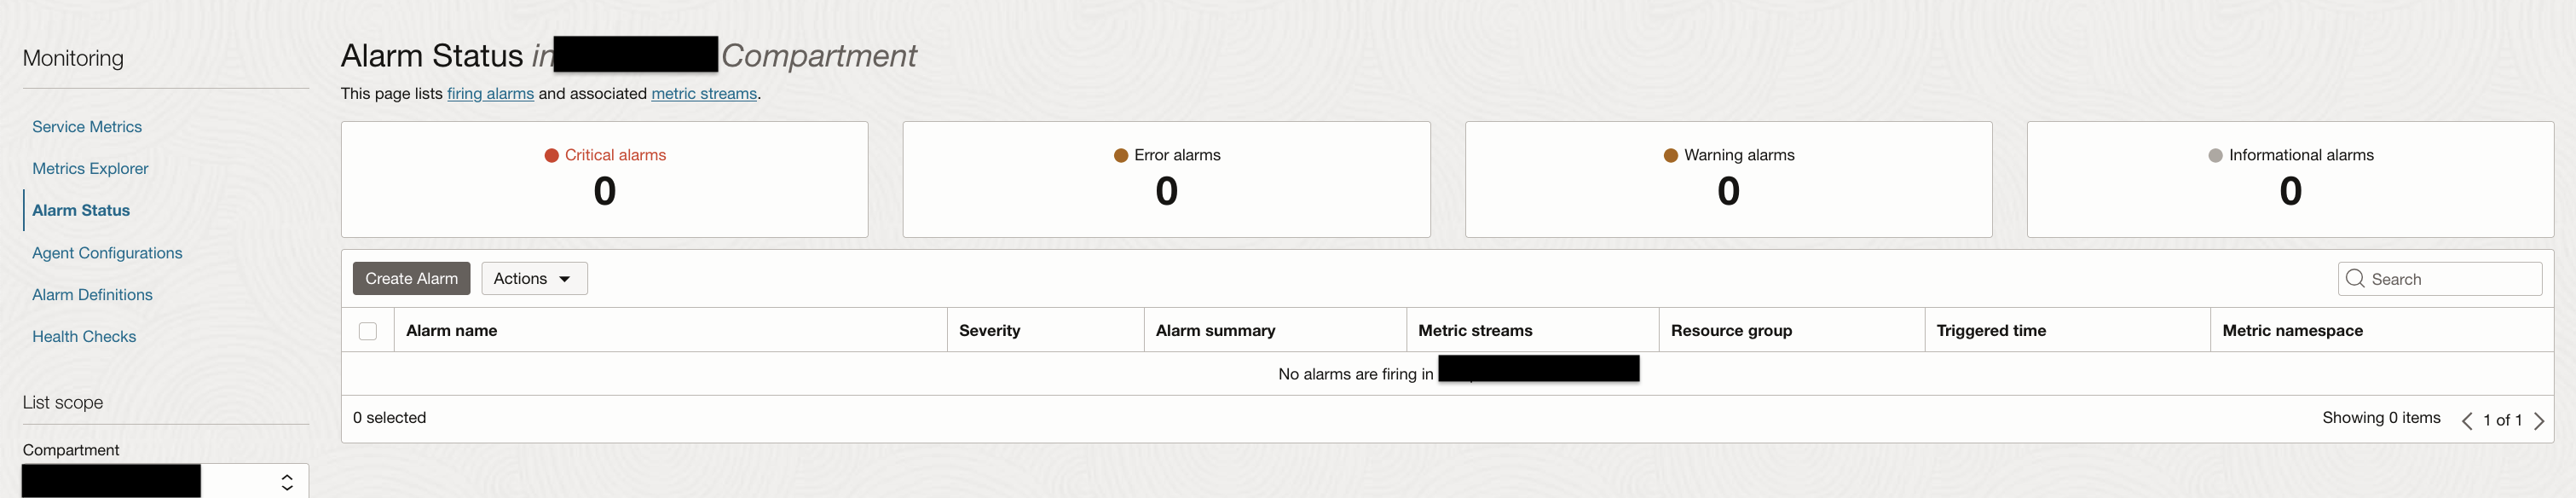 Monitoring
Service Metrics
Metrics Explorer
Alarm Status
Agent Configurations
Alarm Definitions
Health Checks
List scope
Compartment
Alarm Status in Compartment
This page lists firing alarms and associated metric streams.
Critical alarms
0
Error alarms
0
Warning alarms
0
Informational alarms
0
Create Alarm Actions Search
Alarm name Severity Alarm summary Metric streams Resource group Triggered time Metric namespace
No alarms are firing in
0 selected Showing 0 items 1 of 1